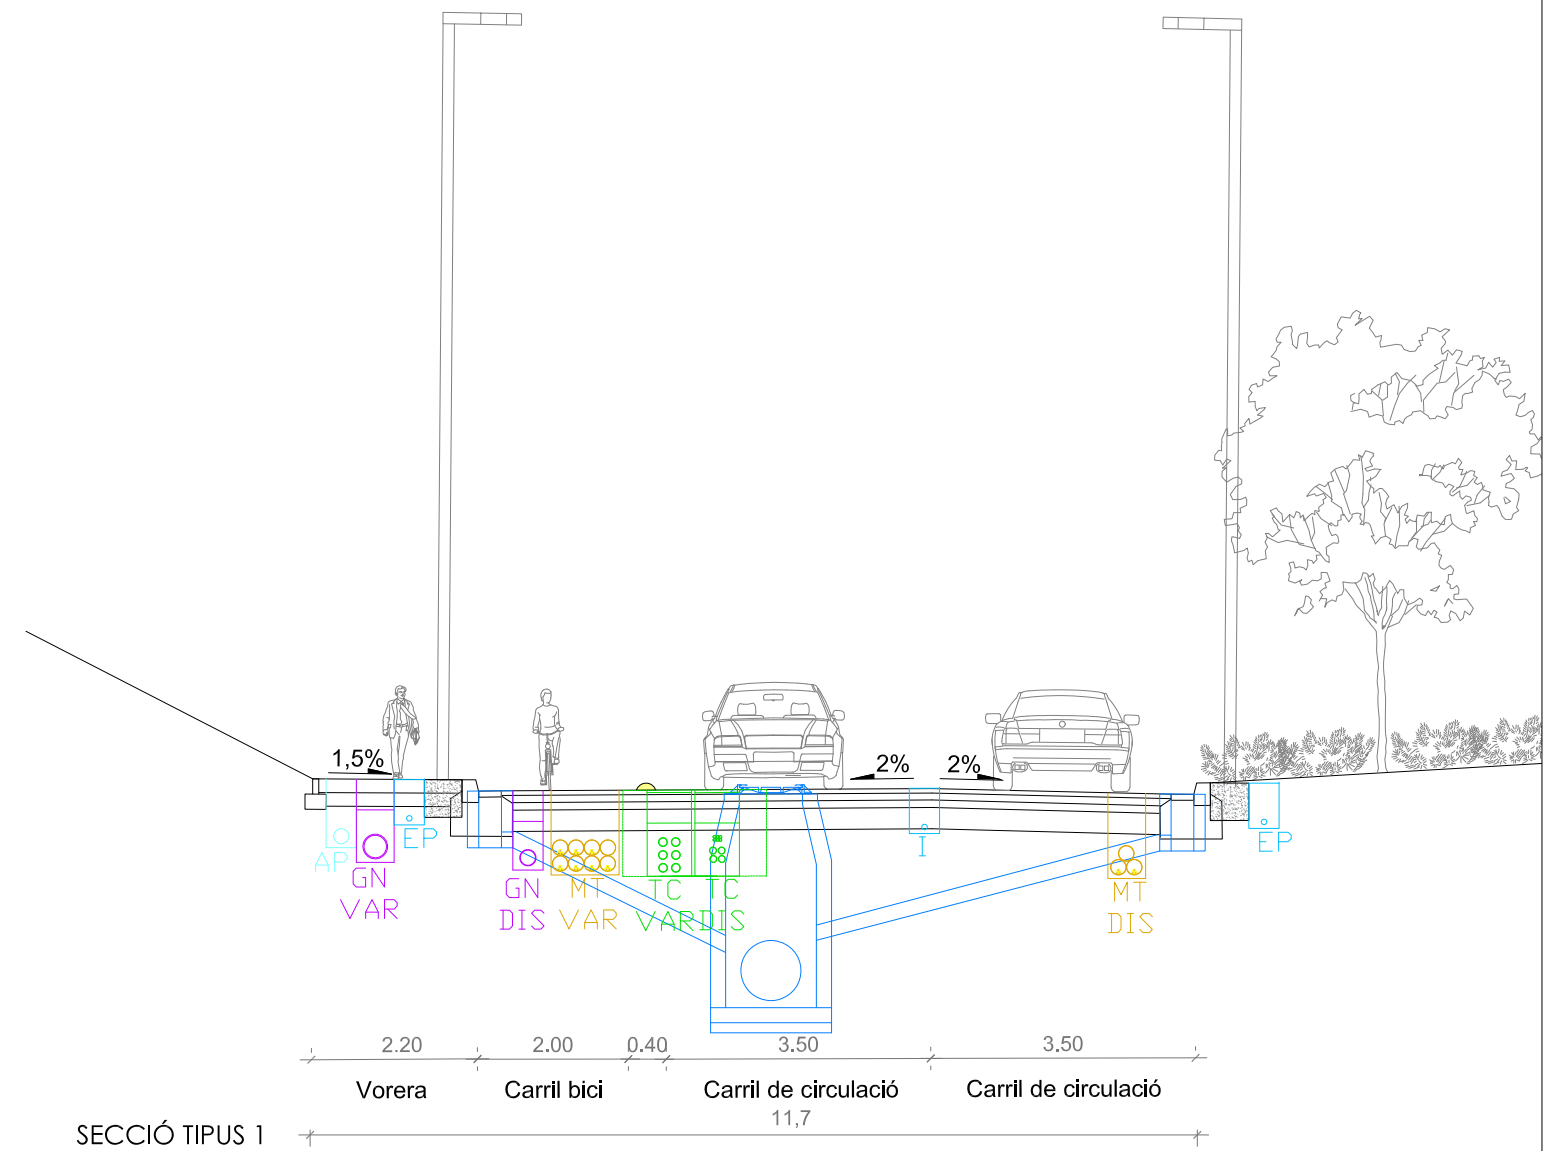 1,5%
2%
2%
AP
EP
GN
VAR
GN
DIS
MT
VAR
TC
VAR
TC
DIS
I
MT
DIS
EP
2.20
2.00
0.40
3.50
3.50
Vorera
Carril bici
Carril de circulació
Carril de circulació
11,7
SECCIÓ TIPUS 1